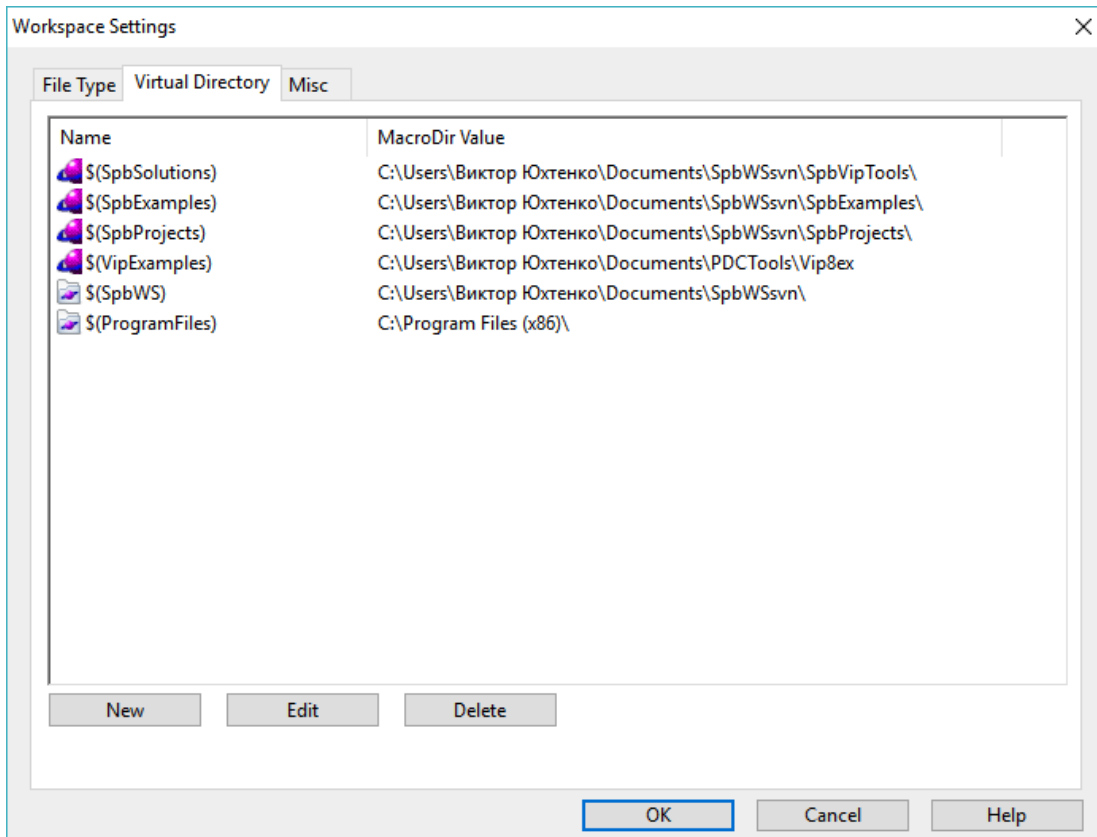 Workspace Settings
File Type Virtual Directory Misc
Name MacroDir Value
$(SpbSolutions) C:\Users\Виктор Юхтенко\Documents\SpbWSsvn\SpbVipTools\
$(SpbExamples) C:\Users\Виктор Юхтенко\Documents\SpbWSsvn\SpbExamples\
$(SpbProjects) C:\Users\Виктор Юхтенко\Documents\SpbWSsvn\SpbProjects\
$(VipExamples) C:\Users\Виктор Юхтенко\Documents\PDCTools\Vip8ex
$(SpbWS) C:\Users\Виктор Юхтенко\Documents\SpbWSsvn\
$(ProgramFiles) C:\Program Files (x86)\
New Edit Delete
OK Cancel Help